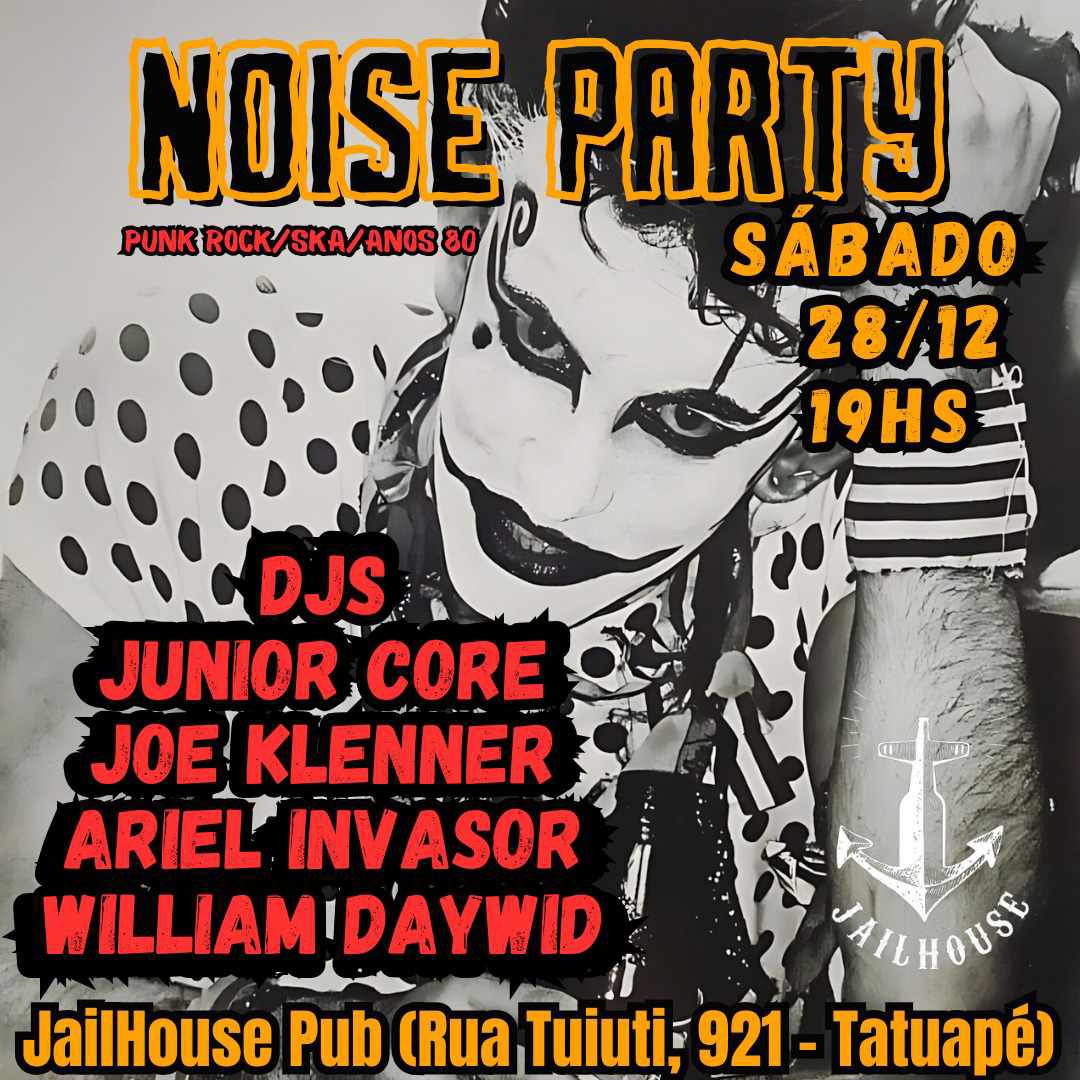 NOISE PARTY
PUNK ROCK/SKA/ANOS 80
SÁBADO
28/12
19HS
DJS
JUNIOR CORE
JOE KLENNER
ARIEL INVASOR
WILLIAM DAYWID
JAILHOUSE
JailHouse Pub (Rua Tuiuti, 921 - Tatuapé)